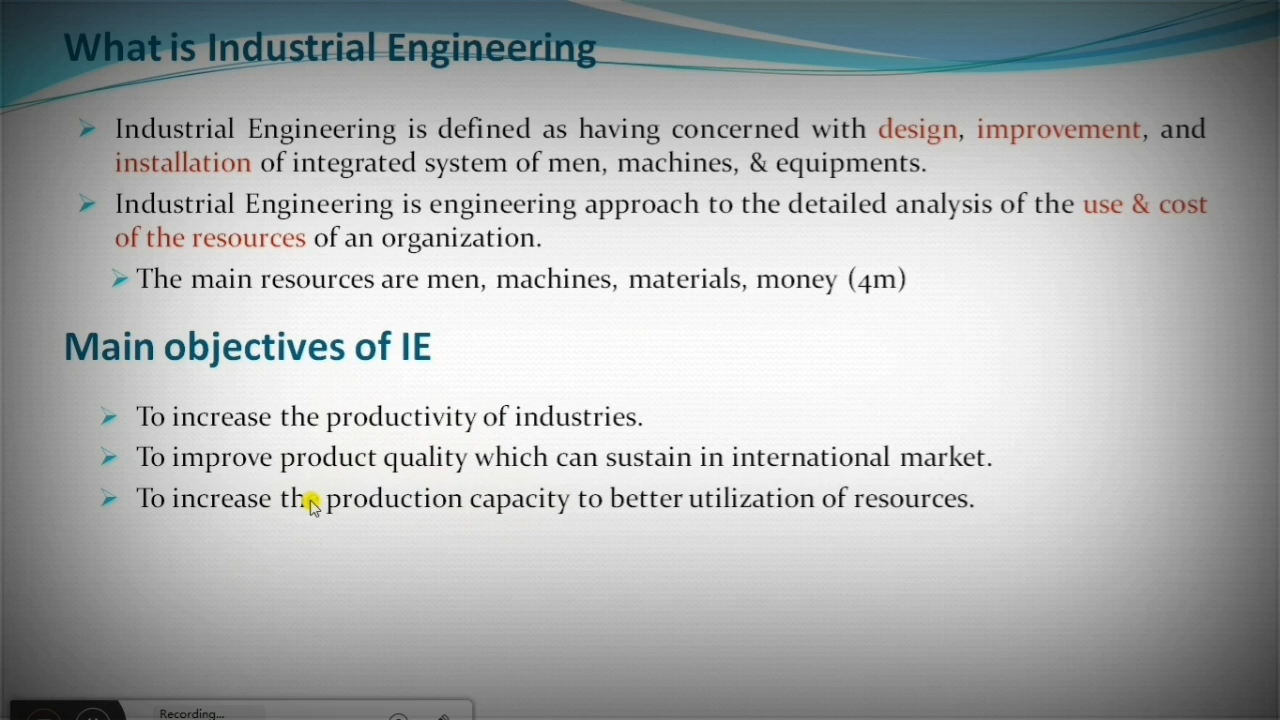 What is Industrial Engineering
Industrial Engineering is defined as having concerned with design, improvement, and
installation of integrated system of men, machines, & equipments.
Industrial Engineering is engineering approach to the detailed analysis of the use & cost
of the resources of an organization.
The main resources are men, machines, materials, money (4m)
Main objectives of IE
To increase the productivity of industries.
To improve product quality which can sustain in international market.
To increase the production capacity to better utilization of resources.
Recording...